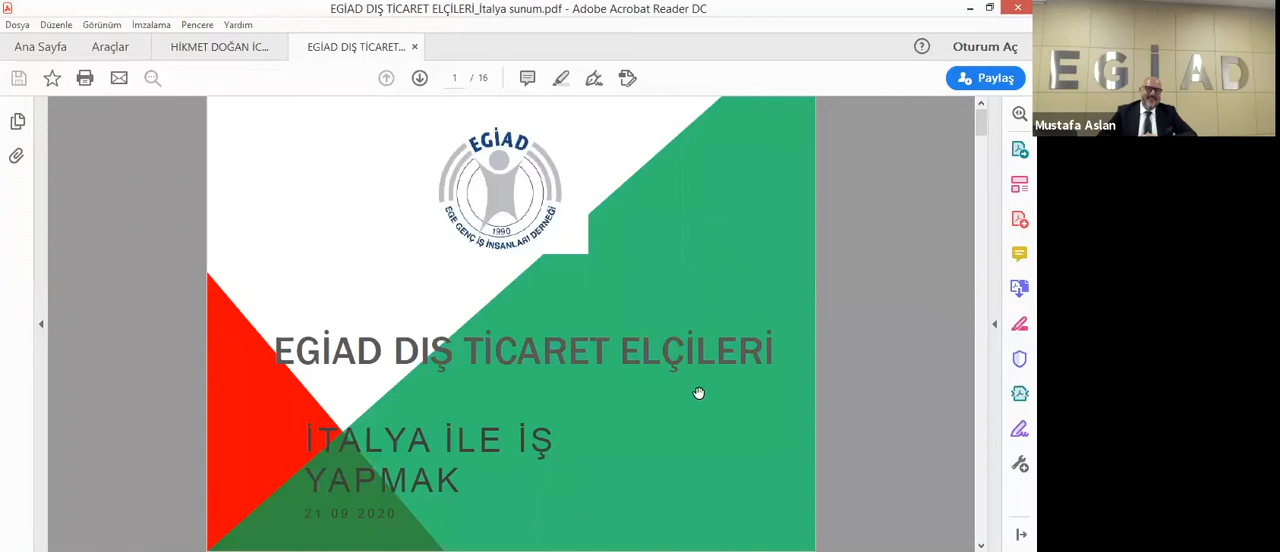 EGİAD DIŞ TİCARET ELÇİLERİ_İtalya sunum.pdf - Adobe Acrobat Reader DC
Dosya Düzenle Görünüm İmzalama Pencere Yardım
Ana Sayfa Araçlar HİKMET DOĞAN İC... EGİAD DIŞ TİCARET... Oturum Aç
1 / 16 Paylaş
EGİAD
Mustafa Aslan
EGİAD
1990
EGE GENÇ İŞ İNSANLARI DERNEĞİ
EGİAD DIŞ TİCARET ELÇİLERİ
İTALYA İLE İŞ
YAPMAK
21 09 2020